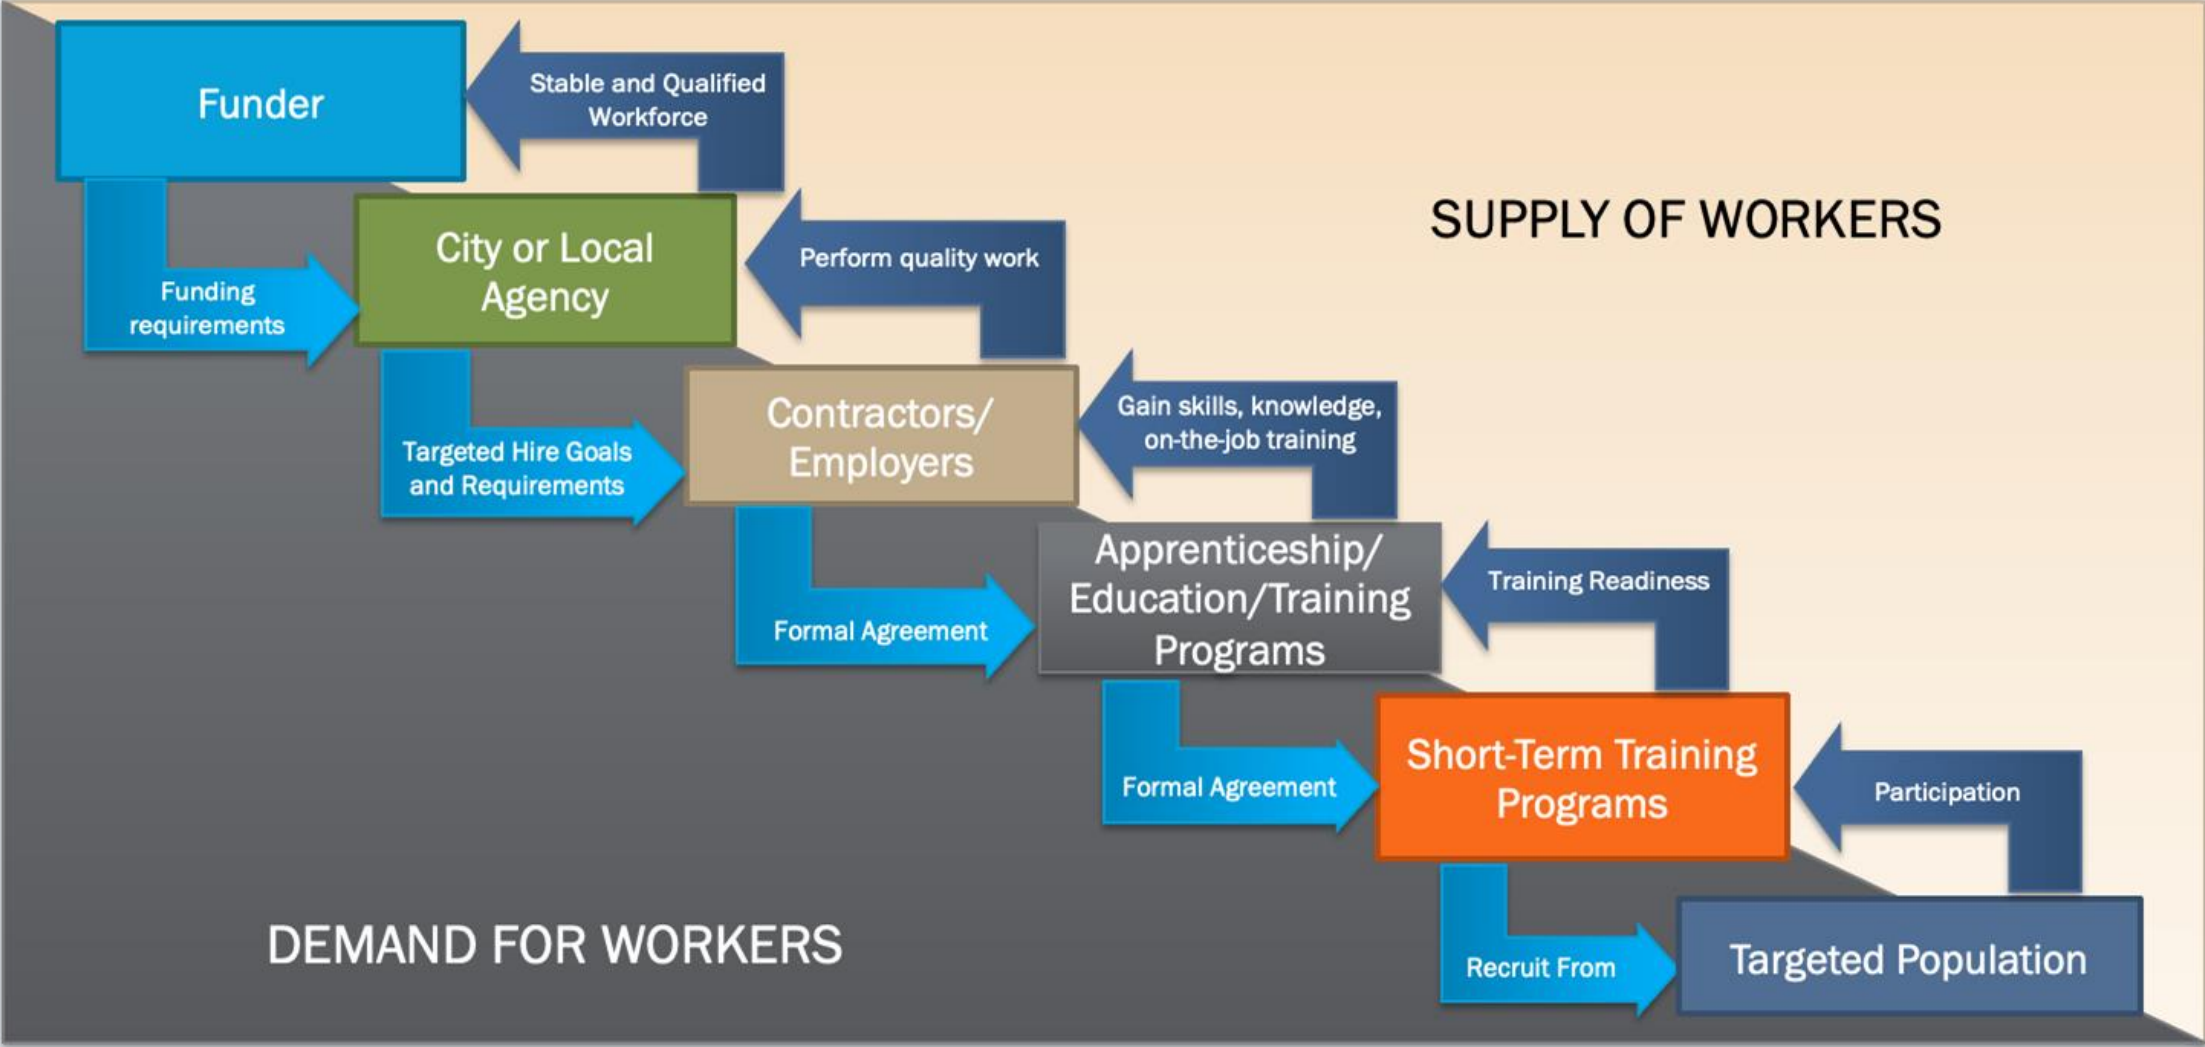 Funder
Stable and Qualified
Workforce
SUPPLY OF WORKERS
Funding
requirements
City or Local
Agency
Perform quality work
Targeted Hire Goals
and Requirements
Contractors/
Employers
Gain skills, knowledge,
on-the-job training
Formal Agreement
Apprenticeship/
Education/Training
Programs
Training Readiness
Formal Agreement
Short-Term Training
Programs
Participation
DEMAND FOR WORKERS
Recruit From
Targeted Population